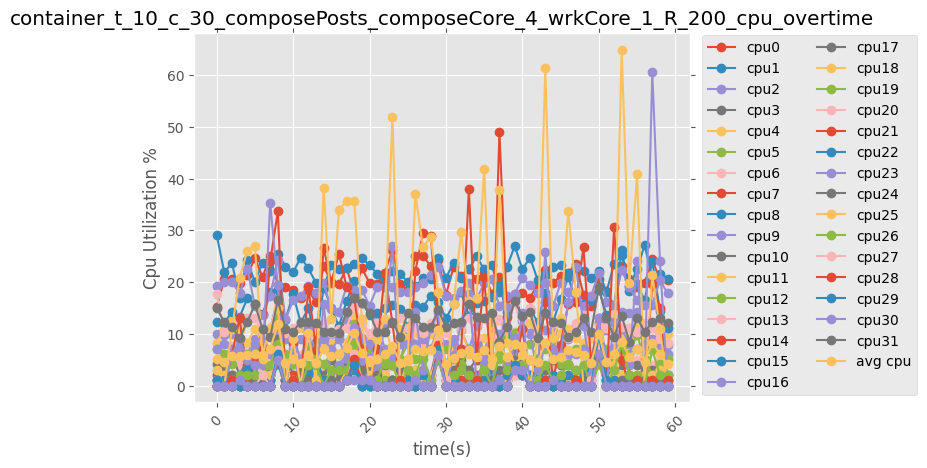 container_t_10_c_30_composePosts_composeCore_4_wrkCore_1_R_200_cpu_overtime
Cpu Utilization %
60
50
40
30
20
10
0
0
10
20
30
40
50
60
time(s)
cpu0
cpu1
cpu2
cpu3
cpu4
cpu5
cpu6
cpu7
cpu8
cpu9
cpu10
cpu11
cpu12
cpu13
cpu14
cpu15
cpu16
cpu17
cpu18
cpu19
cpu20
cpu21
cpu22
cpu23
cpu24
cpu25
cpu26
cpu27
cpu28
cpu29
cpu30
cpu31
avg cpu